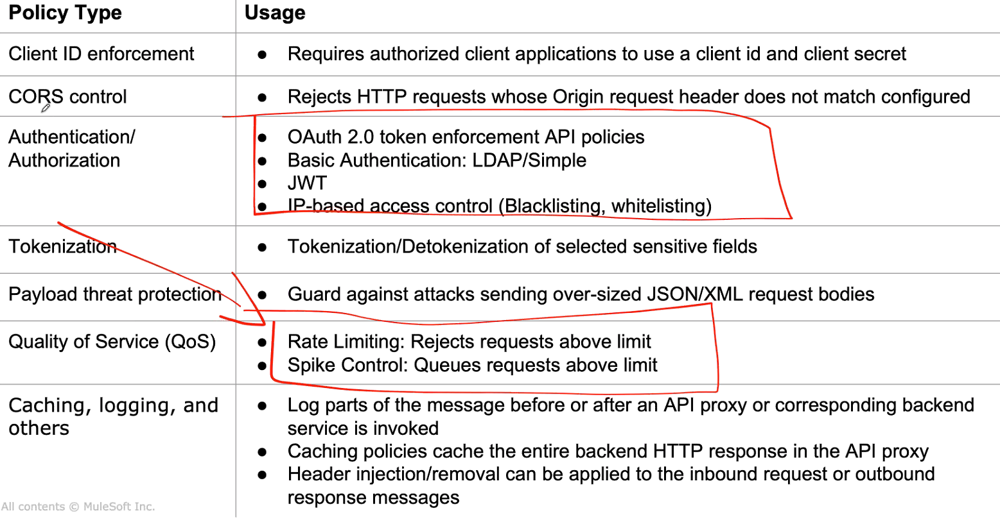 Policy Type Usage
Client ID enforcement ● Requires authorized client applications to use a client id and client secret
CORS control ● Rejects HTTP requests whose Origin request header does not match configured
Authentication/ ● OAuth 2.0 token enforcement API policies
Authorization ● Basic Authentication: LDAP/Simple
● JWT
● IP-based access control (Blacklisting, whitelisting)
Tokenization ● Tokenization/Detokenization of selected sensitive fields
Payload threat protection ● Guard against attacks sending over-sized JSON/XML request bodies
Quality of Service (QoS) ● Rate Limiting: Rejects requests above limit
● Spike Control: Queues requests above limit
Caching, logging, and ● Log parts of the message before or after an API proxy or corresponding backend
others service is invoked
● Caching policies cache the entire backend HTTP response in the API proxy
● Header injection/removal can be applied to the inbound request or outbound
response messages
All contents © MuleSoft Inc.